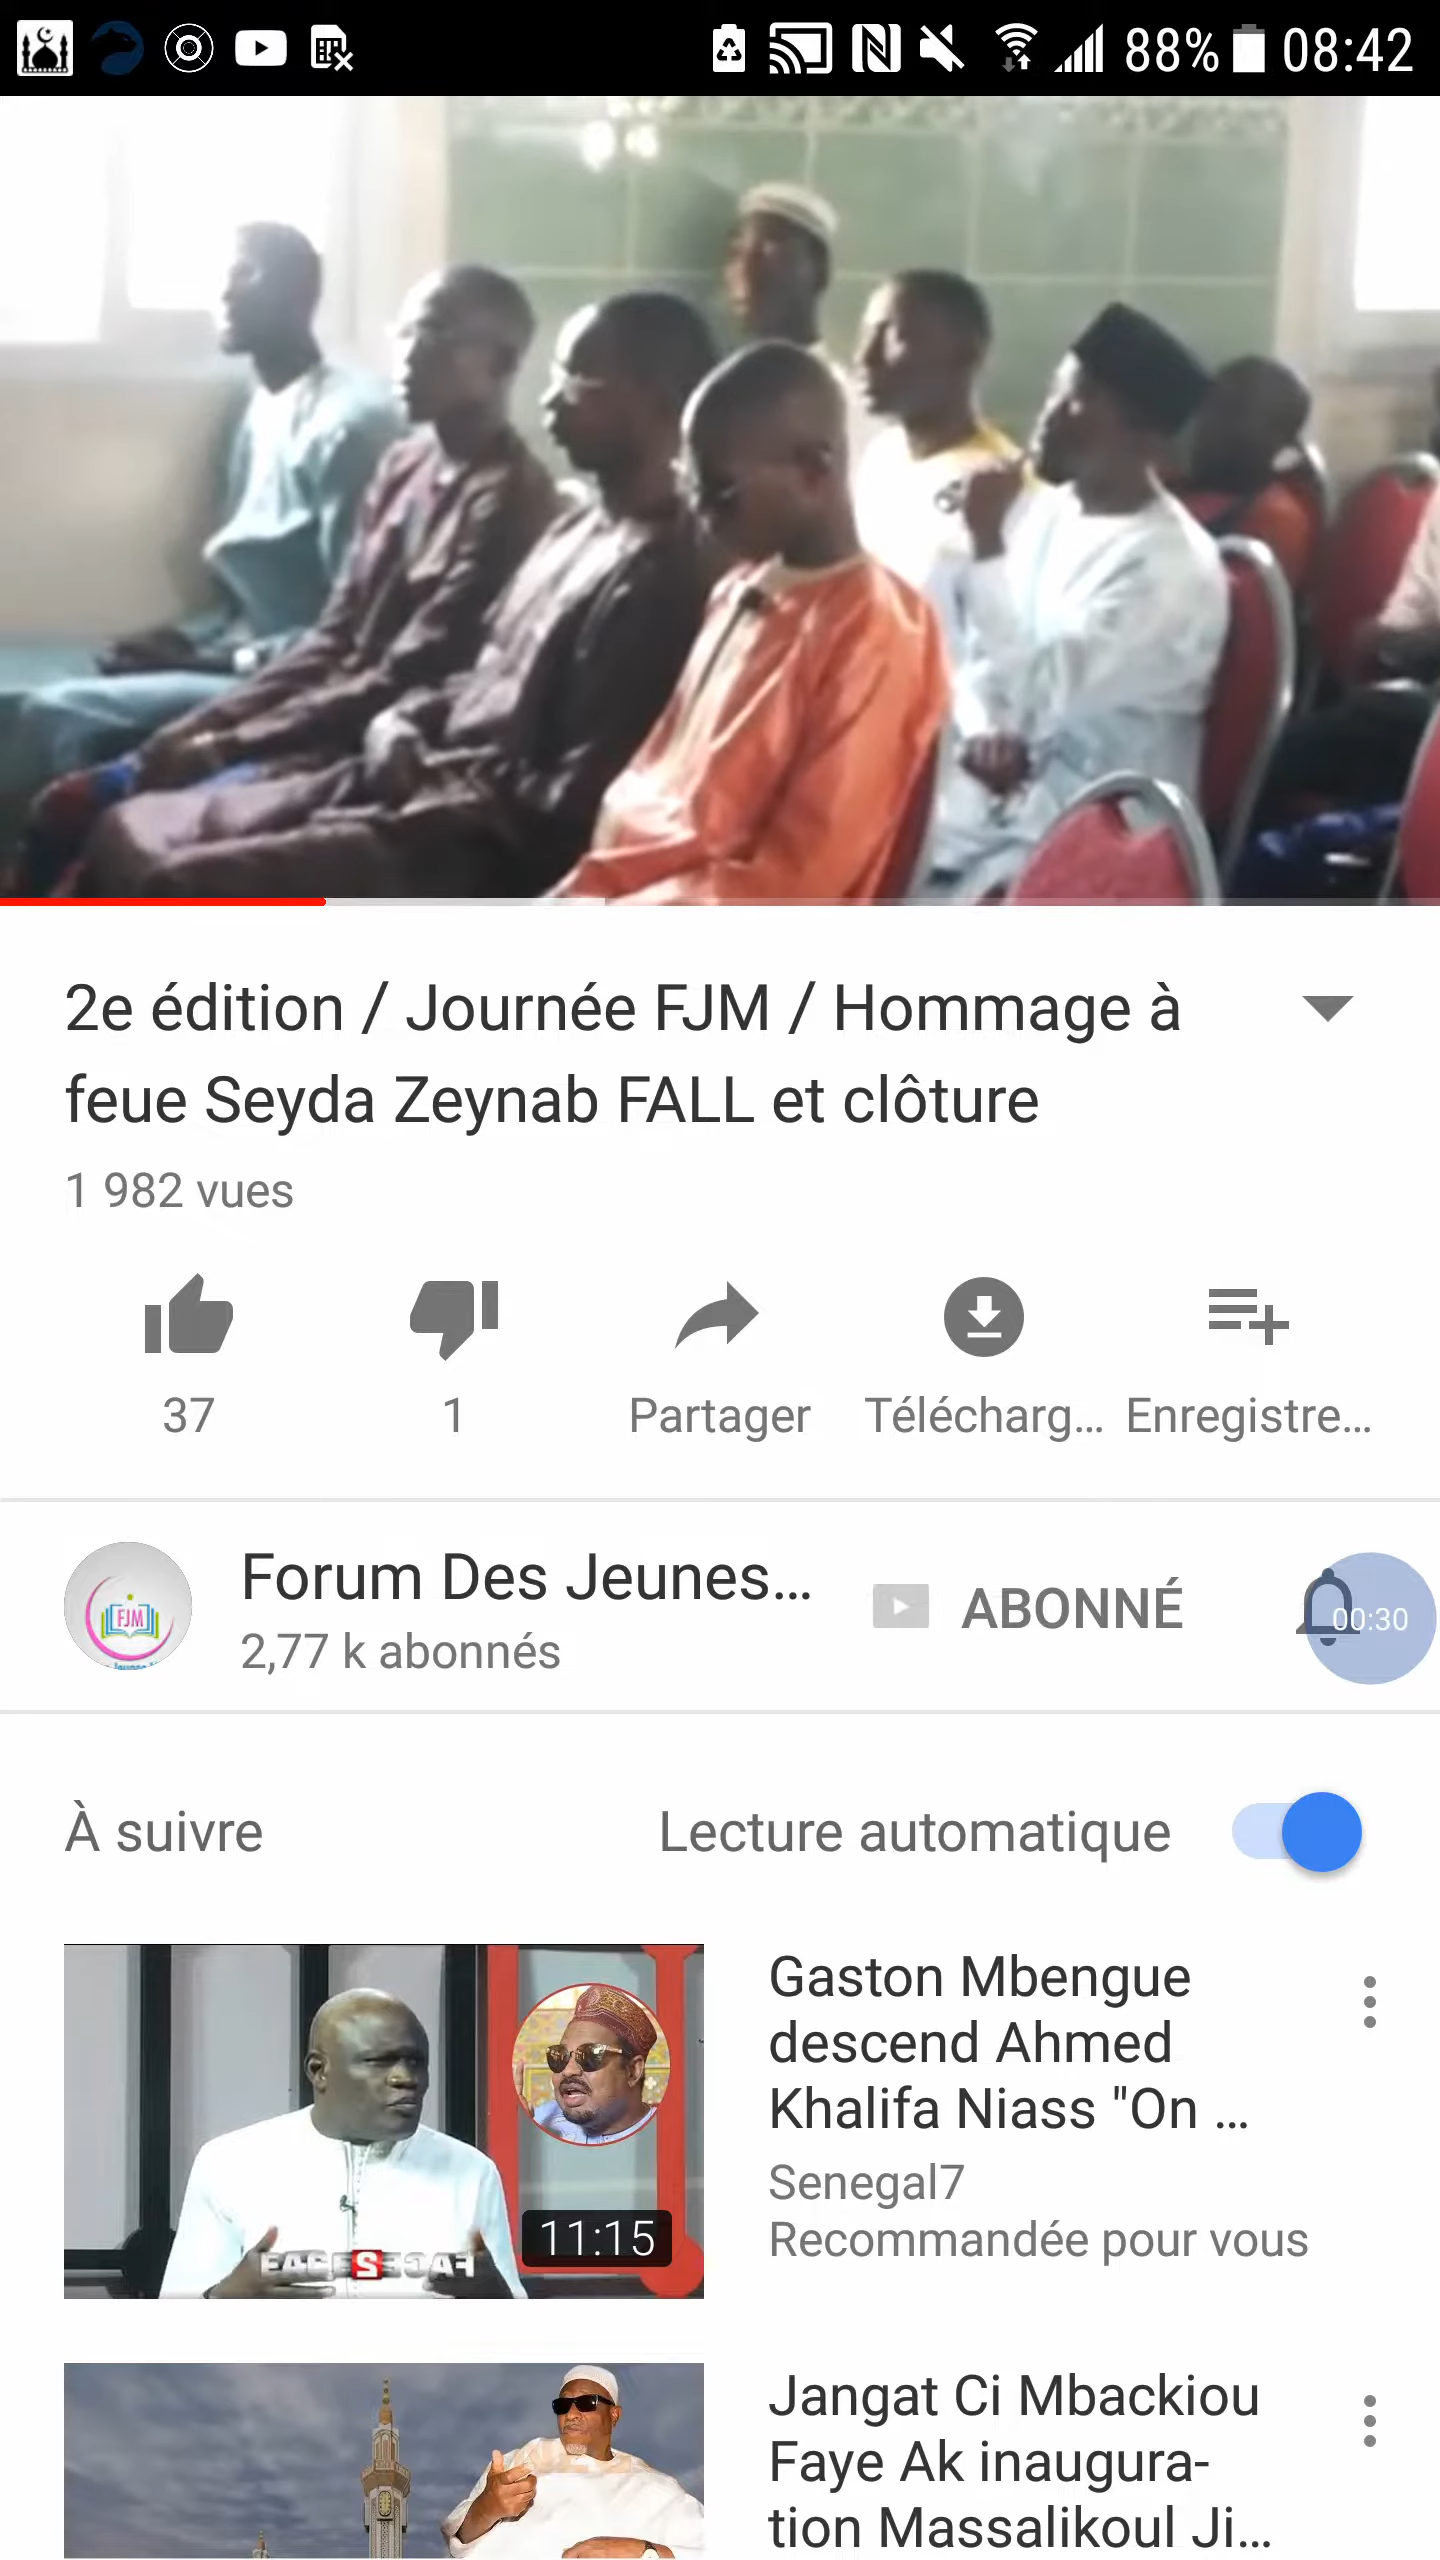 88% 08:42
2e édition / Journée FJM / Hommage à
feue Seyda Zeynab FALL et clôture
1 982 vues
37 1 Partager Télécharg... Enregistre...
FJM
Forum Des Jeunes...
2,77 k abonnés
ABONNÉ
00:30
À suivre
Lecture automatique
11:15
Gaston Mbengue
descend Ahmed
Khalifa Niass "On ...
Senegal7
Recommandée pour vous
Jangat Ci Mbackiou
Faye Ak inaugura-
tion Massalikoul Ji...